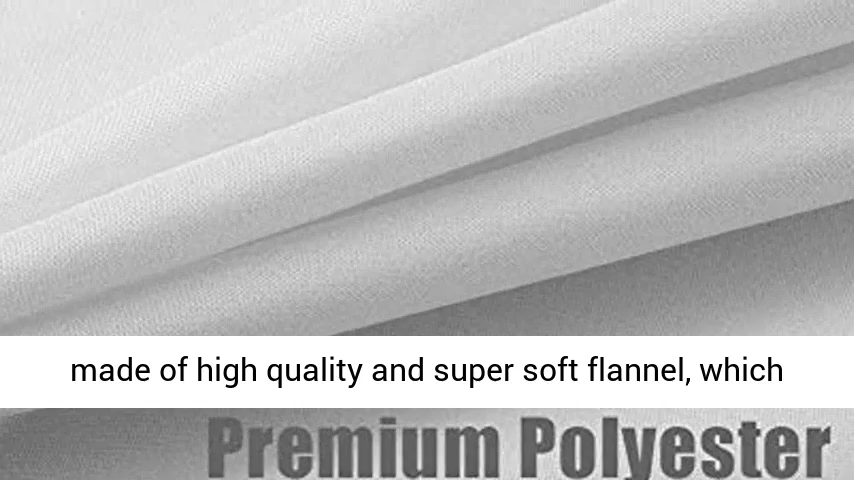 made of high quality and super soft flannel, which
Premium Polyester